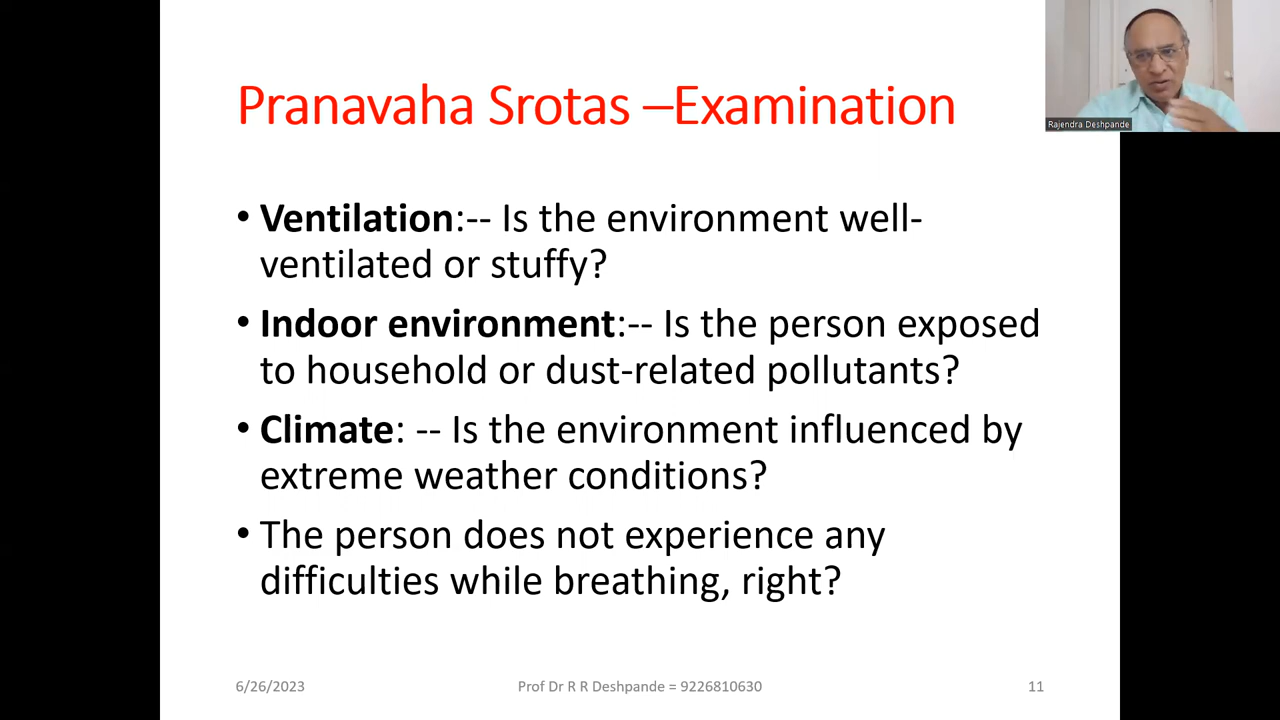 Pranavaha Srotas –Examination
Rajendra Deshpande
• Ventilation:-- Is the environment well-
ventilated or stuffy?
• Indoor environment:-- Is the person exposed
to household or dust-related pollutants?
• Climate: -- Is the environment influenced by
extreme weather conditions?
• The person does not experience any
difficulties while breathing, right?
6/26/2023
Prof Dr R R Deshpande = 9226810630
11